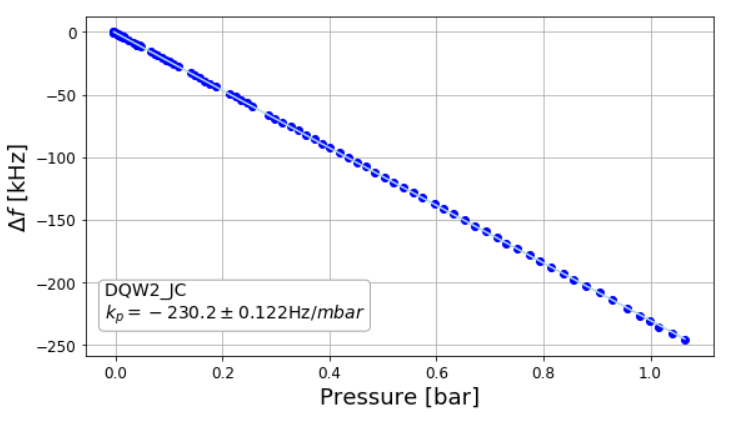 0
−50
−100
−150
−200
−250
Δf [kHz]
DQW2_JC
k_p = − 230.2 ± 0.122Hz/mbar
0.0 0.2 0.4 0.6 0.8 1.0
Pressure [bar]